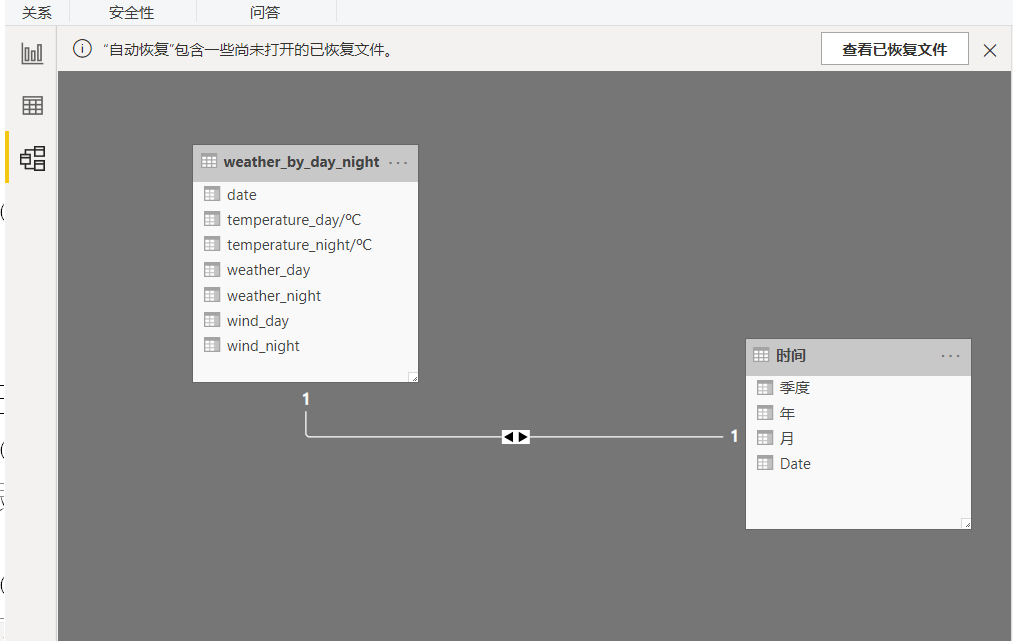 关系 安全性 问答
“自动恢复”包含一些尚未打开的已恢复文件。 查看已恢复文件
weather_by_day_night
date
temperature_day/ºC
temperature_night/ºC
weather_day
weather_night
wind_day
wind_night
时间
季度
年
月
Date
1
1